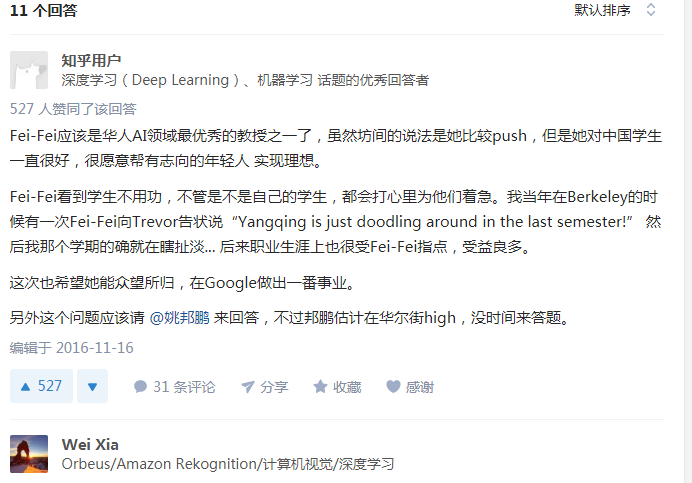 11 个回答
默认排序
知乎用户
深度学习（Deep Learning）、机器学习 话题的优秀回答者
527 人赞同了该回答
Fei-Fei应该是华人AI领域最优秀的教授之一了，虽然坊间的说法是她比较push，但是她对中国学生
一直很好，很愿意帮有志向的年轻人 实现理想。
Fei-Fei看到学生不用功，不管是不是自己的学生，都会打心里为他们着急。我当年在Berkeley的时
候有一次Fei-Fei向Trevor告状说“Yangqing is just doodling around in the last semester!” 然
后我那个学期的确就在瞎扯淡... 后来职业生涯上也很受Fei-Fei指点，受益良多。
这次也希望她能众望所归，在Google做出一番事业。
另外这个问题应该请 @姚邦鹏 来回答，不过邦鹏估计在华尔街high，没时间来答题。
编辑于 2016-11-16
527
31 条评论
分享
收藏
感谢
Wei Xia
Orbeus/Amazon Rekognition/计算机视觉/深度学习